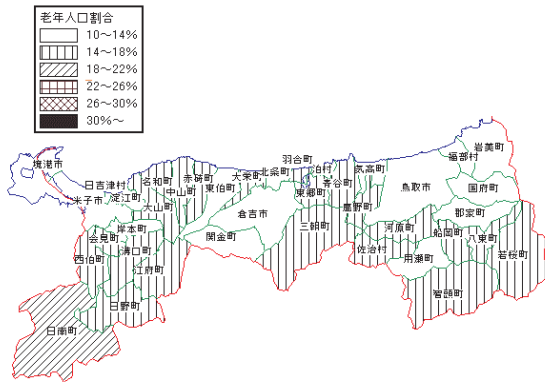 老年人口割合
10～14%
14～18%
18～22%
22～26%
26～30%
30%～
境港市
日吉津村
米子市
淀江町
名和町
中山町
大山町
赤碕町
東伯町
大栄町
北条町
羽合町
泊村
東郷町
青谷町
気高町
鹿野町
鳥取市
福部村
岩美町
国府町
郡家町
倉吉市
関金町
三朝町
河原町
船岡町
八東町
若桜町
佐治村
用瀬町
智頭町
会見町
岸本町
西伯町
溝口町
江府町
日野町
日南町